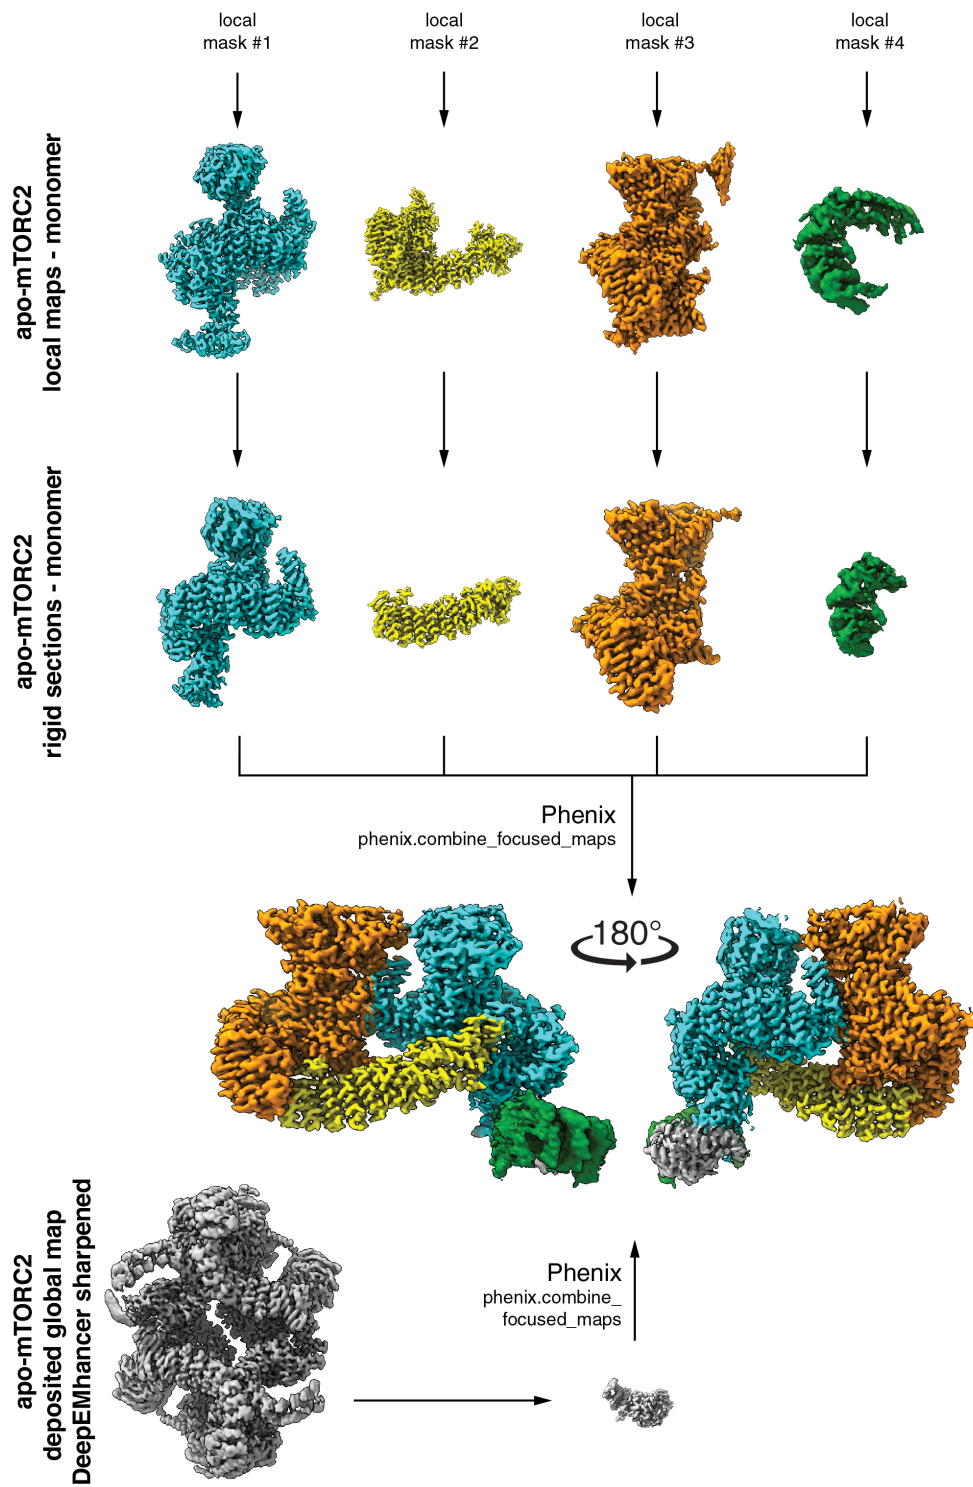 local
mask #1
local
mask #2
local
mask #3
local
mask #4
apo-mTORC2
local maps - monomer
apo-mTORC2
rigid sections - monomer
Phenix
phenix.combine_focused_maps
180°
apo-mTORC2
deposited global map
DeepEMhancer sharpened
Phenix
phenix.combine_
focused_maps